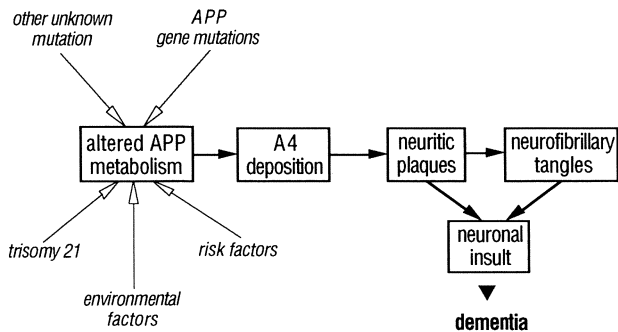 other unknown
mutation
APP
gene mutations
altered APP
metabolism
A4
deposition
neuritic
plaques
neurofibrillary
tangles
trisomy 21
environmental
factors
risk factors
neuronal
insult
dementia